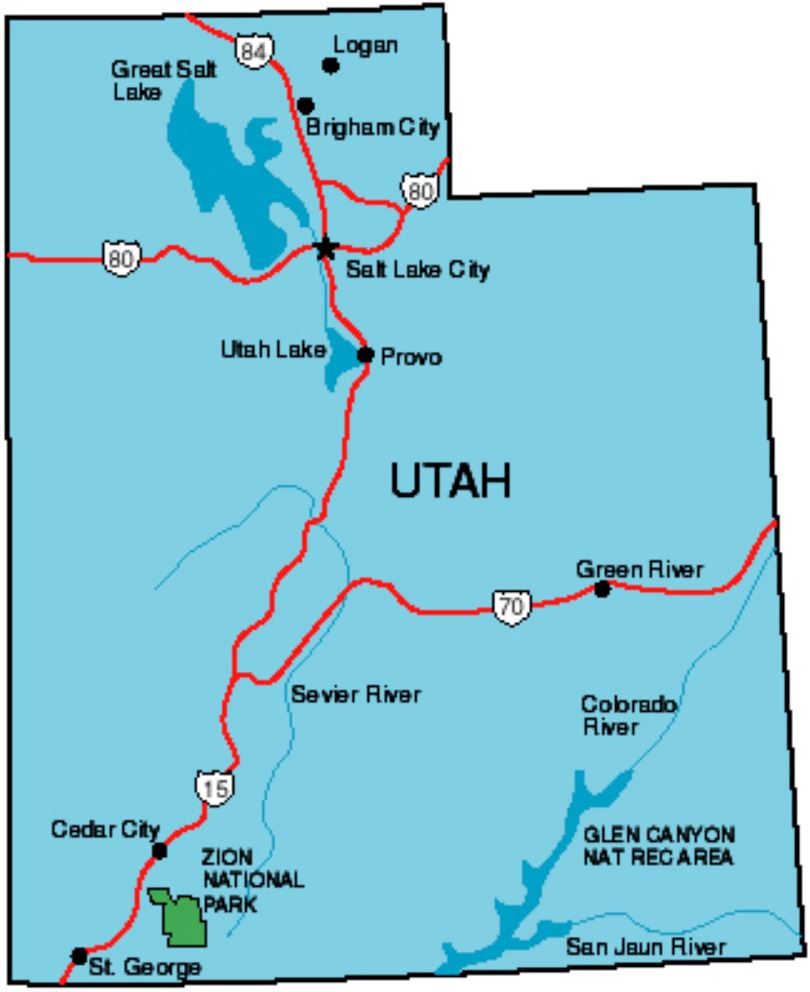 84
Logan
Great Salt
Lake
Brigham City
80
80
Salt Lake City
Utah Lake
Provo
UTAH
Green River
70
Sevier River
Colorado
River
15
Cedar City
GLEN CANYON
NAT REC AREA
ZION
NATIONAL
PARK
San Jaun River
St. George